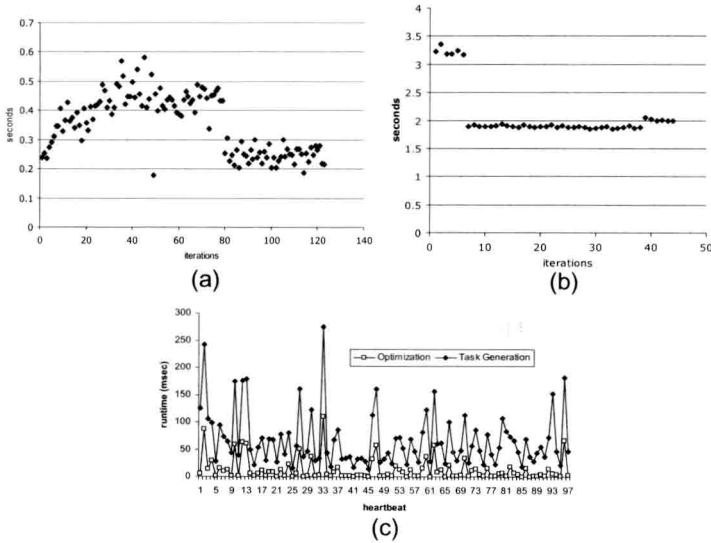 0.7
0.6
0.5
0.4
0.3
0.2
0.1
0
seconds
0 20 40 60 80 100 120 140
iterations
(a)
4
3.5
3
2.5
2
1.5
1
0.5
0
seconds
0 10 20 30 40 50
iterations
(b)
300
250
200
150
100
50
0
runtime (msec)
Optimization Task Generation
1 5 9 13 17 21 25 29 33 37 41 45 49 53 57 61 65 69 73 77 81 85 89 93 97
heartbeat
(c)